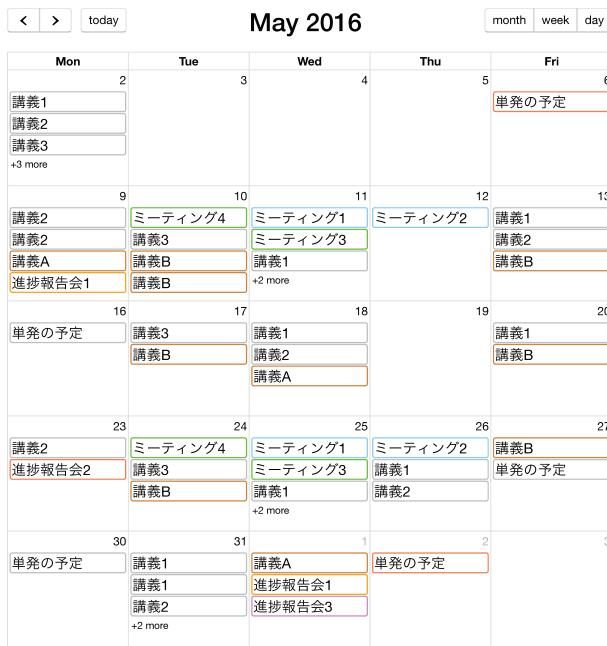 today
May 2016
month week day
Mon Tue Wed Thu Fri
2 3 4 5 6
講義1 単発の予定
講義2
講義3
+3 more
9 10 11 12 13
講義2 ミーティング4 ミーティング1 ミーティング2 講義1
講義2 講義3 ミーティング3 講義2
講義A 講義B 講義1 講義B
進捗報告会1 講義B +2 more
16 17 18 19 20
単発の予定 講義3 講義1 講義1
講義B 講義2 講義B
講義A
23 24 25 26 27
講義2 ミーティング4 ミーティング1 ミーティング2 講義B
進捗報告会2 講義3 ミーティング3 講義1 単発の予定
講義B 講義1 講義2
+2 more
30 31 1 2 3
単発の予定 講義1 講義A 単発の予定
講義1 進捗報告会1
講義2 進捗報告会3
+2 more